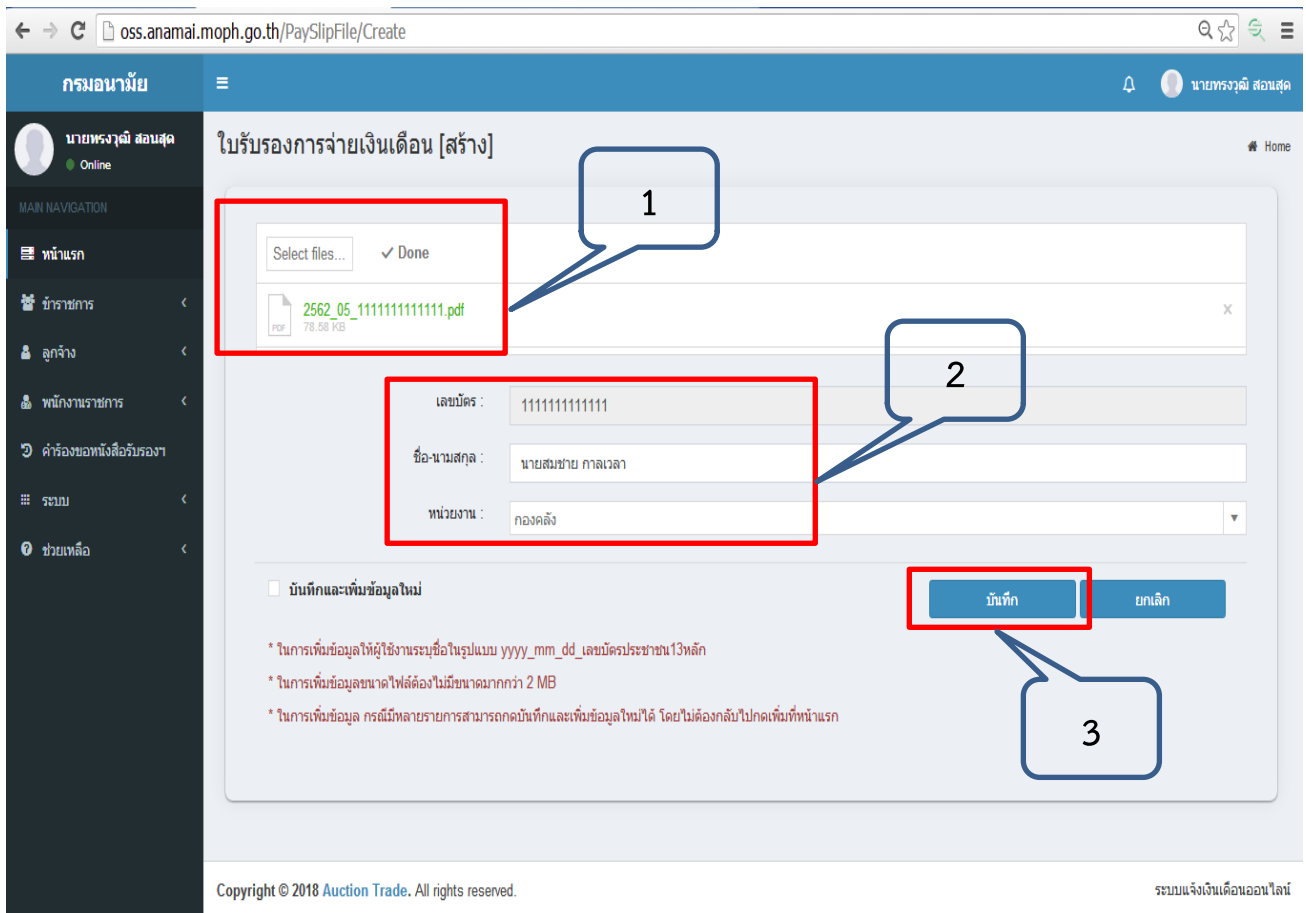 oss.anamai.moph.go.th/PaySlipFile/Create
กรมอนามัย
นายทรงวุฒิ สอนสุด
นายทรงวุฒิ สอนสุด
Online
ใบรับรองการจ่ายเงินเดือน [สร้าง]
Home
MAIN NAVIGATION
หน้าแรก
ข้าราชการ
ลูกจ้าง
พนักงานราชการ
คำร้องขอหนังสือรับรองฯ
ระบบ
ช่วยเหลือ
1
Select files... Done
PDF 2562_05_1111111111111.pdf
78.58 KB
x
2
เลขบัตร : 1111111111111
ชื่อ-นามสกุล : นายสมชาย กาลเวลา
หน่วยงาน : กองคลัง
บันทึกและเพิ่มข้อมูลใหม่
บันทึก ยกเลิก
* ในการเพิ่มข้อมูลให้ผู้ใช้งานระบุชื่อในรูปแบบ yyyy_mm_dd_เลขบัตรประชาชน13หลัก
* ในการเพิ่มข้อมูลขนาดไฟล์ต้องไม่มีขนาดมากกว่า 2 MB
* ในการเพิ่มข้อมูล กรณีมีหลายรายการสามารถกดบันทึกและเพิ่มข้อมูลใหม่ได้ โดยไม่ต้องกลับไปกดเพิ่มที่หน้าแรก
3
Copyright © 2018 Auction Trade. All rights reserved.
ระบบแจ้งเงินเดือนออนไลน์